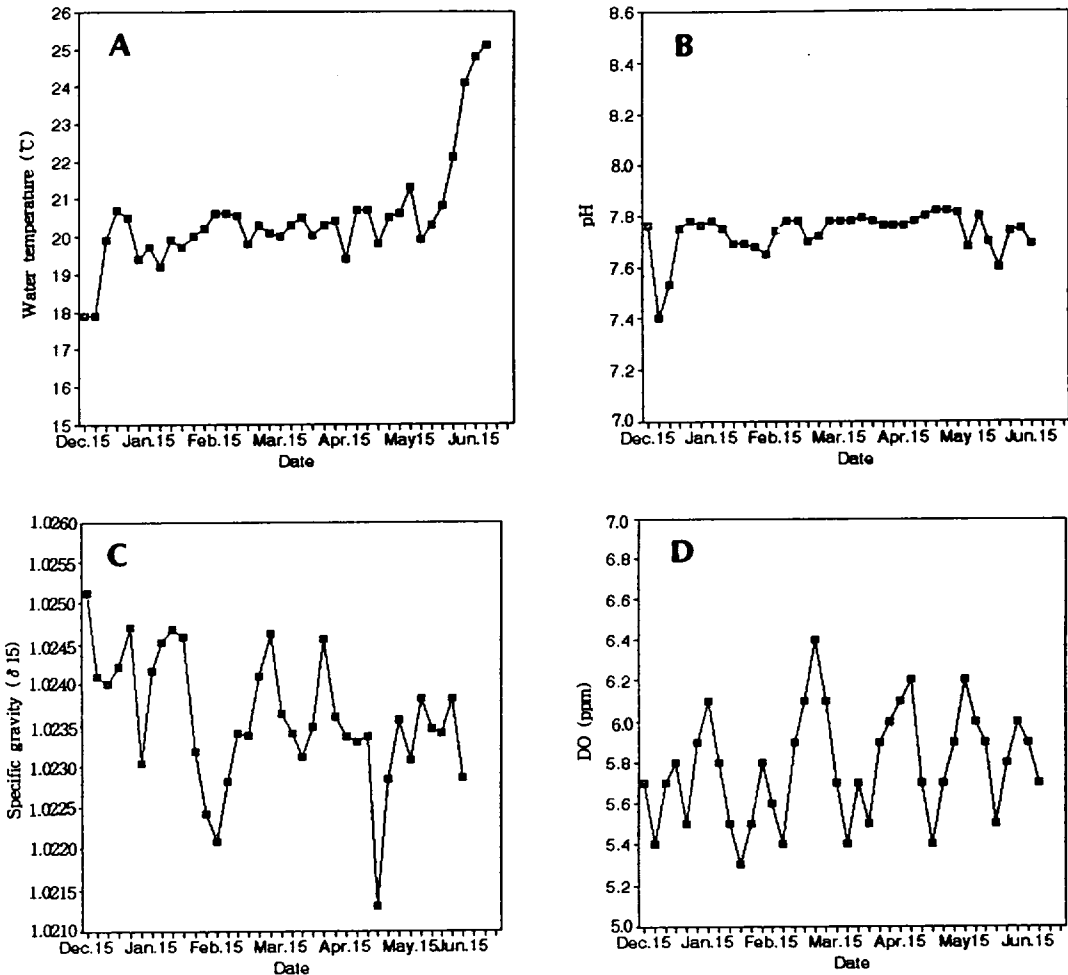 A
Water temperature (℃)
26
25
24
23
22
21
20
19
18
17
16
15
Dec.15 Jan.15 Feb.15 Mar.15 Apr.15 May15 Jun.15
Date
B
pH
8.6
8.4
8.2
8.0
7.8
7.6
7.4
7.2
7.0
Dec.15 Jan.15 Feb.15 Mar.15 Apr.15 May 15 Jun.15
Date
C
Specific gravity (δ15)
1.0260
1.0255
1.0250
1.0245
1.0240
1.0235
1.0230
1.0225
1.0220
1.0215
1.0210
Dec.15 Jan.15 Feb.15 Mar.15 Apr.15 May.15 Jun.15
Date
D
DO (ppm)
7.0
6.8
6.6
6.4
6.2
6.0
5.8
5.6
5.4
5.2
5.0
Dec.15 Jan.15 Feb.15 Mar.15 Apr.15 May15 Jun.15
Date